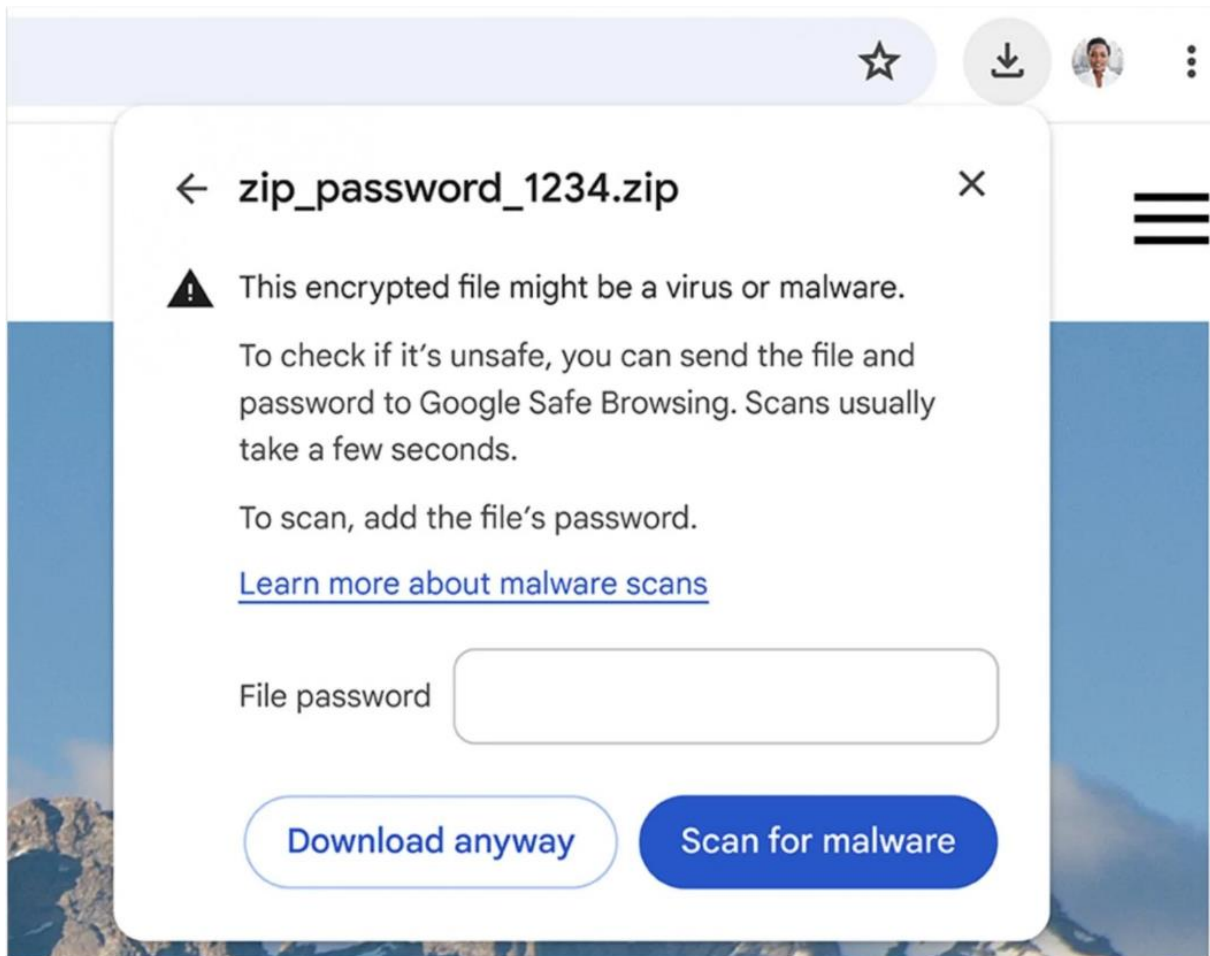 zip_password_1234.zip
This encrypted file might be a virus or malware.
To check if it’s unsafe, you can send the file and
password to Google Safe Browsing. Scans usually
take a few seconds.
To scan, add the file’s password.
Learn more about malware scans
File password
Download anyway
Scan for malware